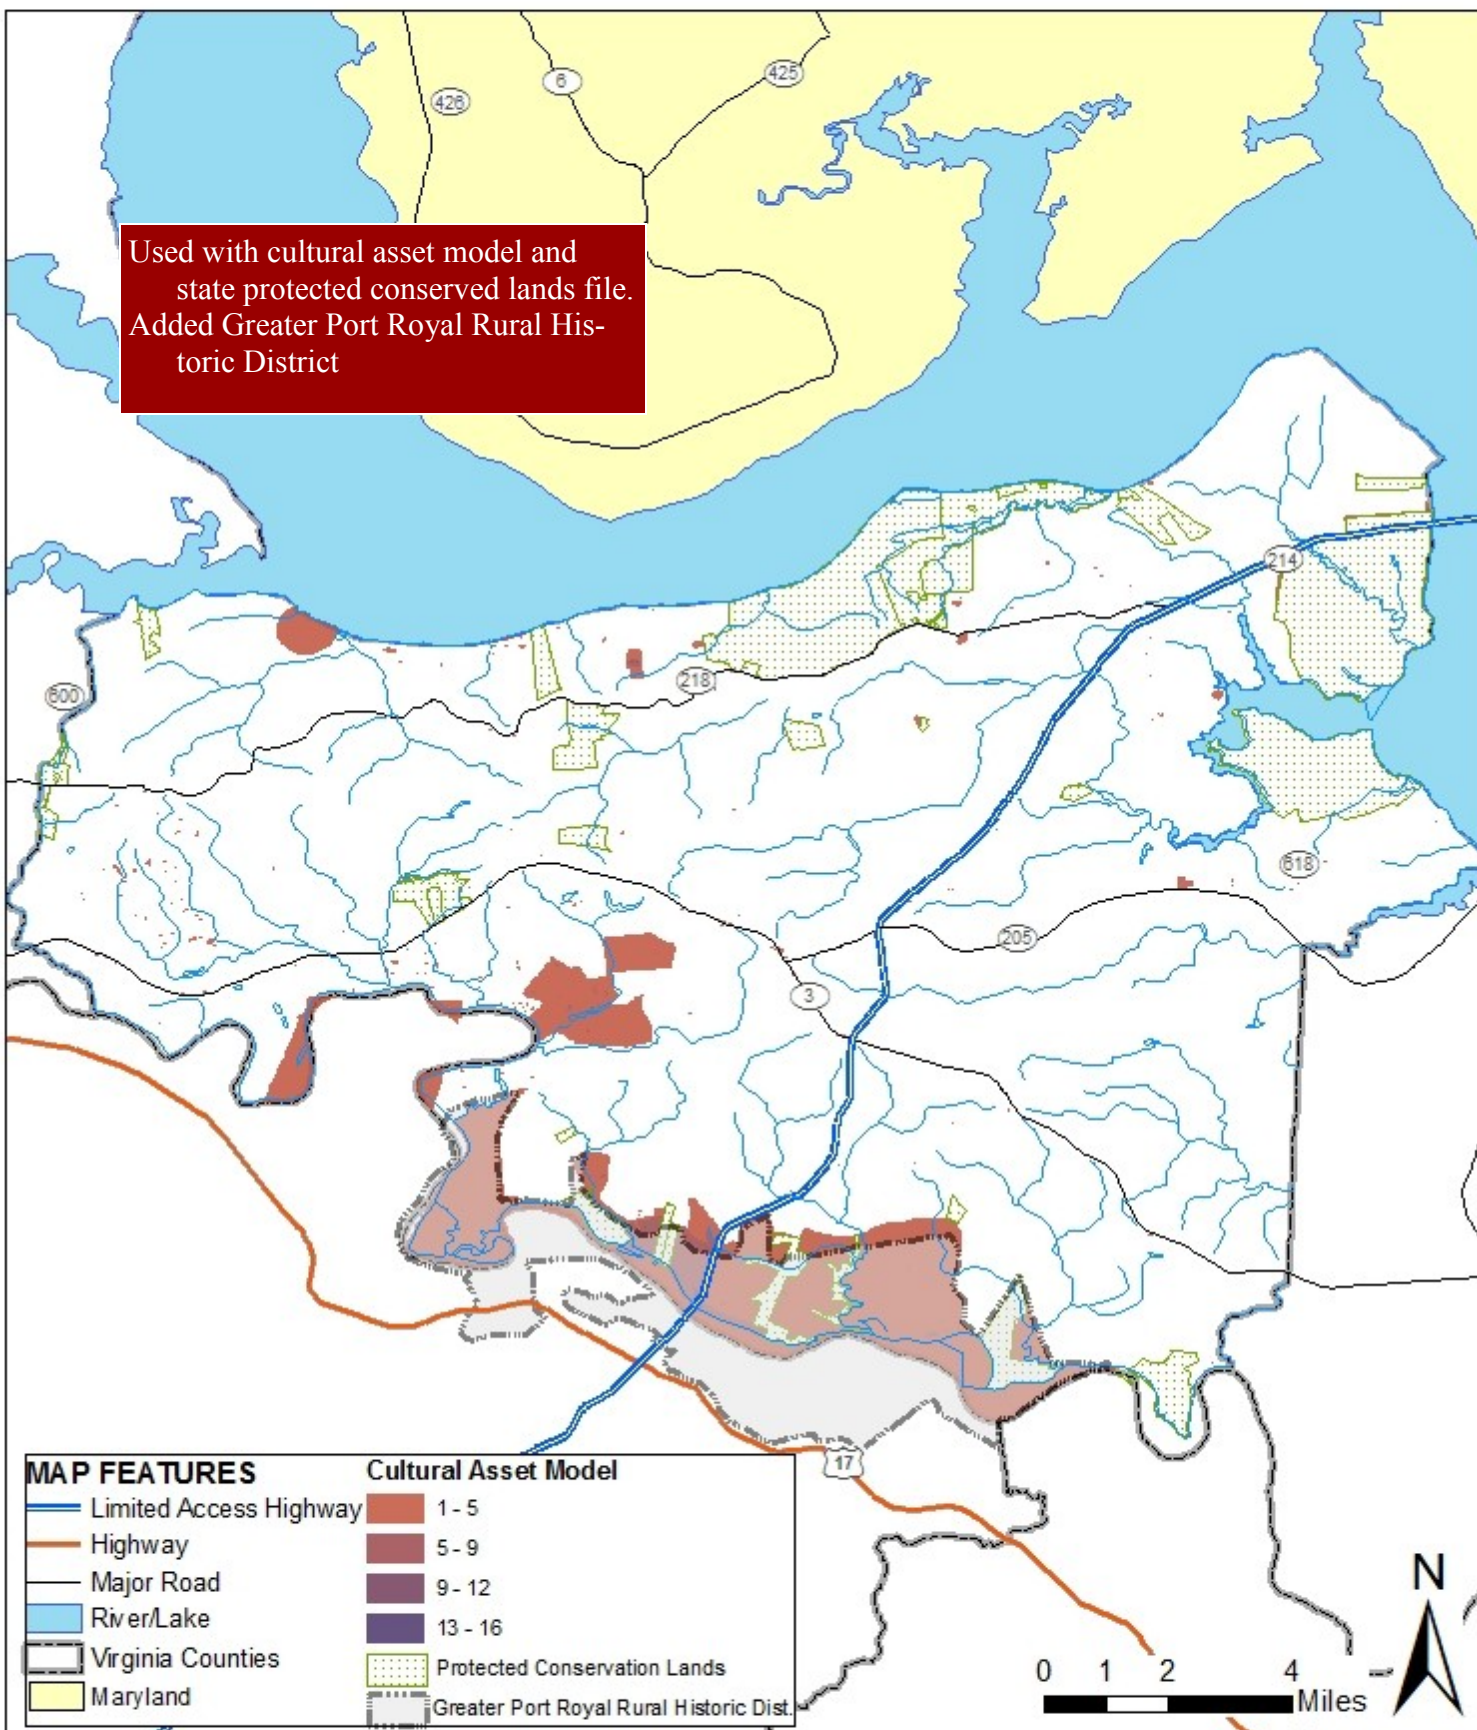 426
6
425
Used with cultural asset model and
state protected conserved lands file.
Added Greater Port Royal Rural His-
toric District
214
218
600
618
205
3
17
MAP FEATURES
Limited Access Highway
Highway
Major Road
River/Lake
Virginia Counties
Maryland
Cultural Asset Model
1 - 5
5 - 9
9 - 12
13 - 16
Protected Conservation Lands
Greater Port Royal Rural Historic Dist.
N
0 1 2 4
Miles